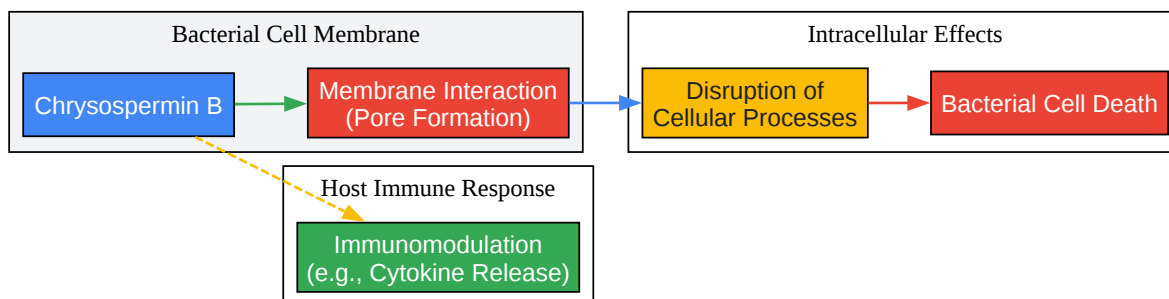 Bacterial Cell Membrane
Chrysospermin B
Membrane Interaction
(Pore Formation)
Intracellular Effects
Disruption of
Cellular Processes
Bacterial Cell Death
Host Immune Response
Immunomodulation
(e.g., Cytokine Release)